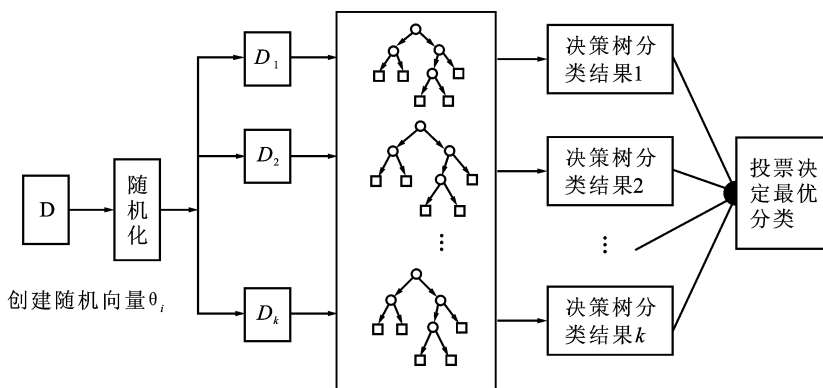 D
随
机
化
创建随机向量θi
D1
D2
Dk
决策树分
类结果1
决策树分
类结果2
决策树分
类结果k
投票决
定最优
分类